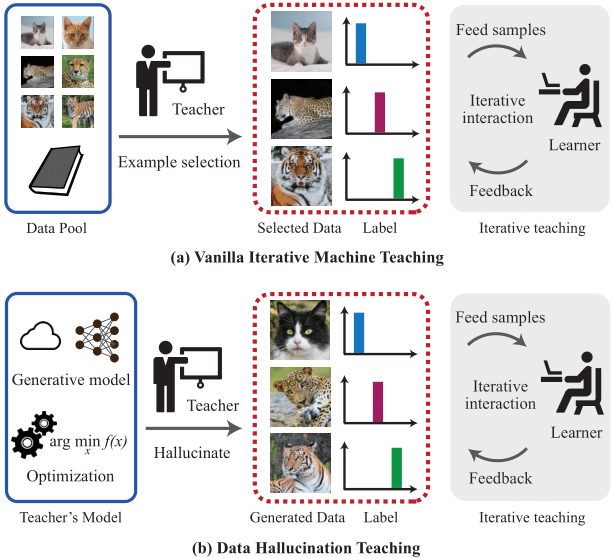 Teacher
Example selection
Feed samples
Iterative
interaction
Feedback
Learner
Data Pool
Selected Data
Label
Iterative teaching
(a) Vanilla Iterative Machine Teaching
Generative model
arg min f(x)
x
Optimization
Teacher
Hallucinate
Feed samples
Iterative
interaction
Feedback
Learner
Teacher's Model
Generated Data
Label
Iterative teaching
(b) Data Hallucination Teaching